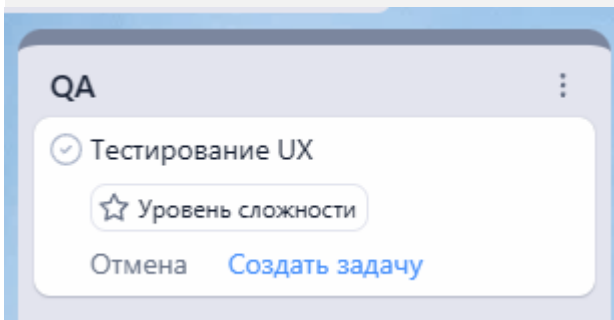 QA
Тестирование UX
Уровень сложности
Отмена Создать задачу